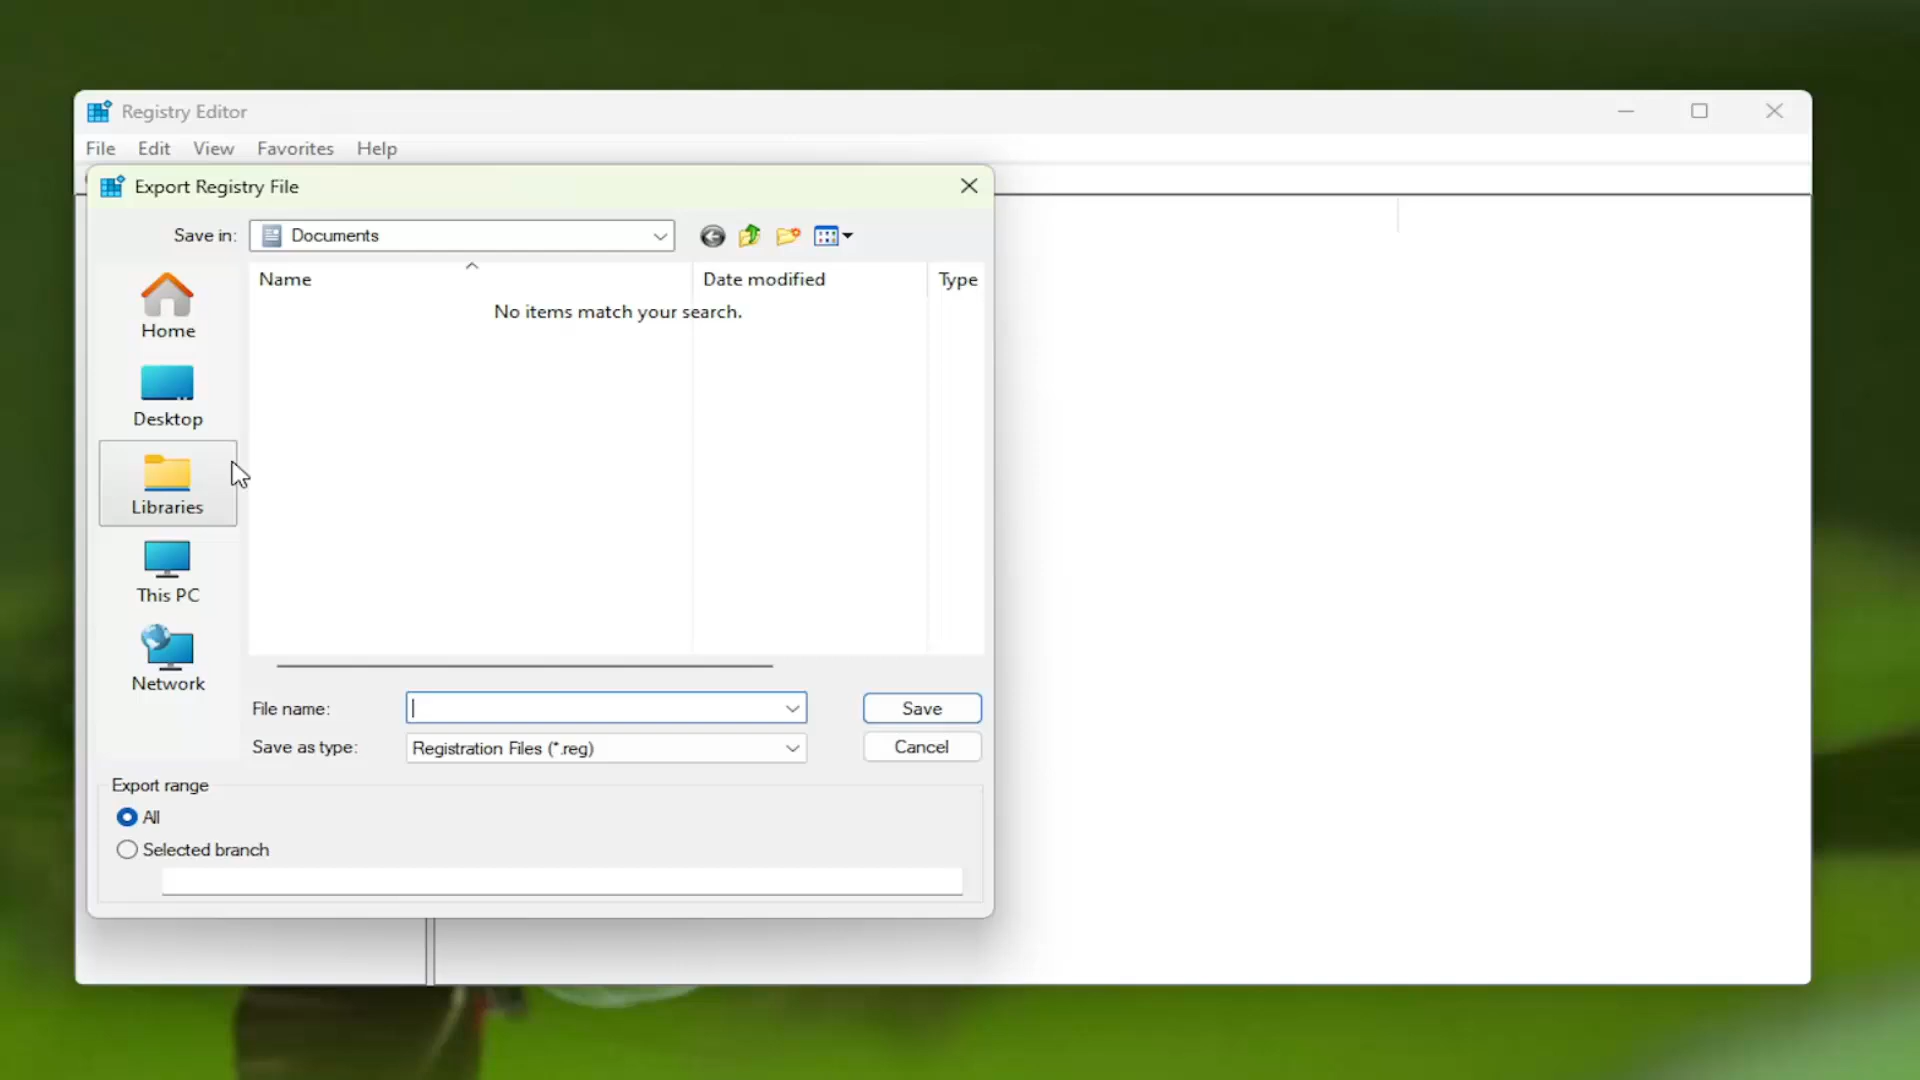 Registry Editor
File Edit View Favorites Help
Export Registry File
Save in: Documents
Name Date modified Type
No items match your search.
Home
Desktop
Libraries
This PC
Network
File name: Save
Save as type: Registration Files (*.reg) Cancel
Export range
All
Selected branch